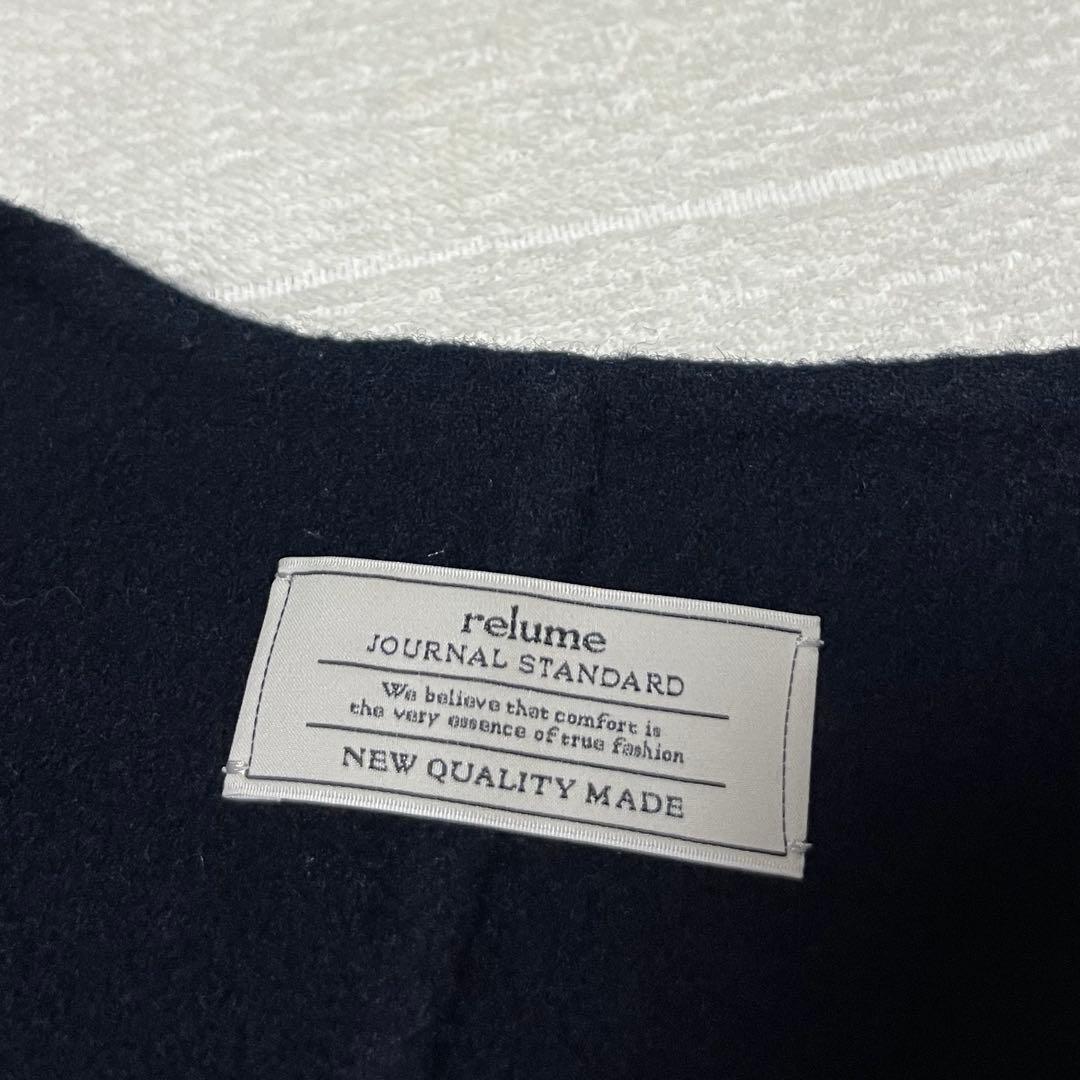 relume
JOURNAL STANDARD
We believe that comfort is
the very essence of true fashion
NEW QUALITY MADE